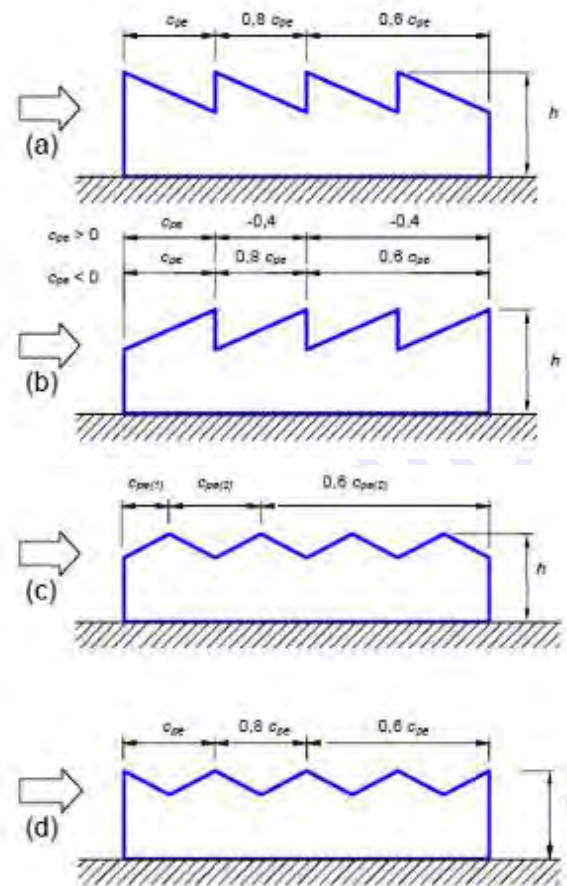 cpe 0,8 cpe 0,6 cpe
h
(a)
cpe > 0 cpe -0,4 -0,4
cpe < 0 cpe 0,8 cpe 0,6 cpe
h
(b)
cpe(1) cpe(2) 0,6 cpe(2)
h
(c)
cpe 0,8 cpe 0,6 cpe
(d)